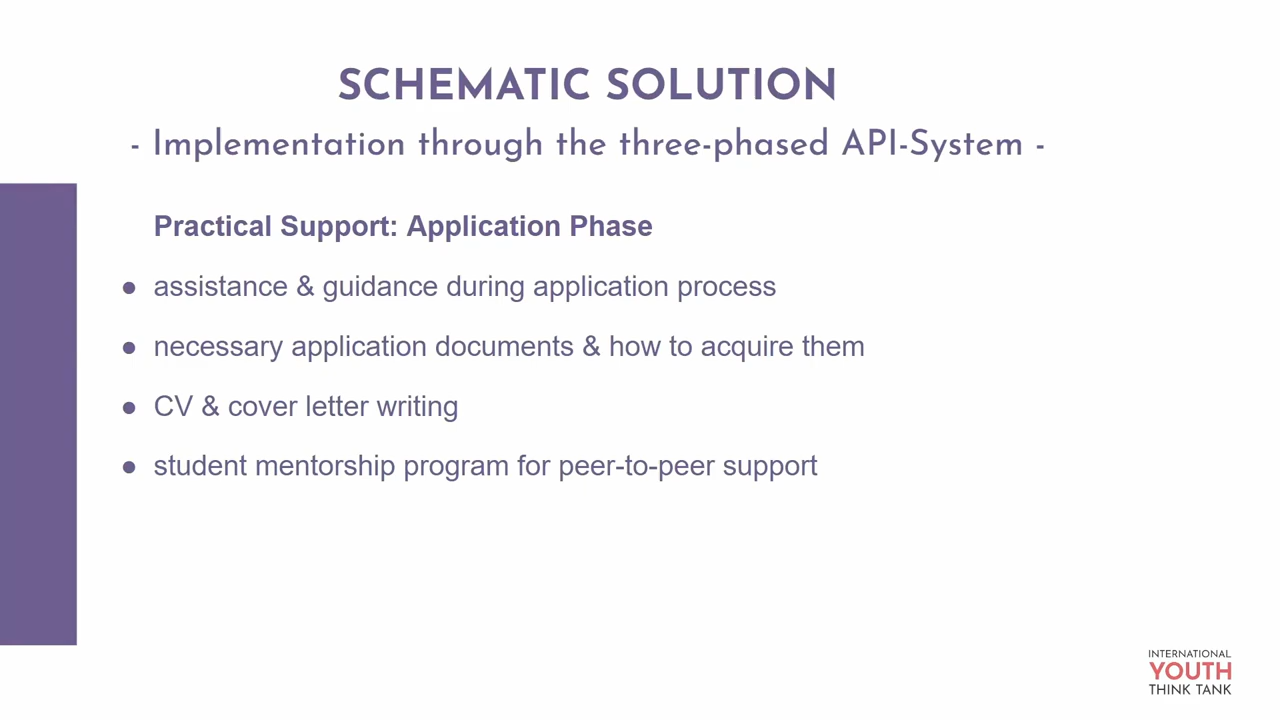 SCHEMATIC SOLUTION
- Implementation through the three-phased API-System -
Practical Support: Application Phase
● assistance & guidance during application process
● necessary application documents & how to acquire them
● CV & cover letter writing
● student mentorship program for peer-to-peer support
INTERNATIONAL
YOUTH
THINK TANK